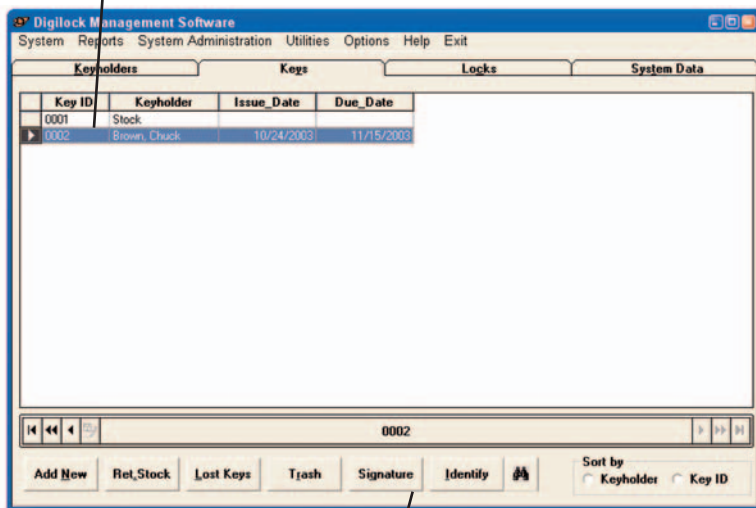 Digilock Management Software
System Reports System Administration Utilities Options Help Exit
Keyholders Keys Locks System Data
Key ID Keyholder Issue_Date Due_Date
0001 Stock
0002 Brown, Chuck 10/24/2003 11/15/2003
0002
Sort by
Add New Ret.Stock Lost Keys Trash Signature Identify Keyholder Key ID